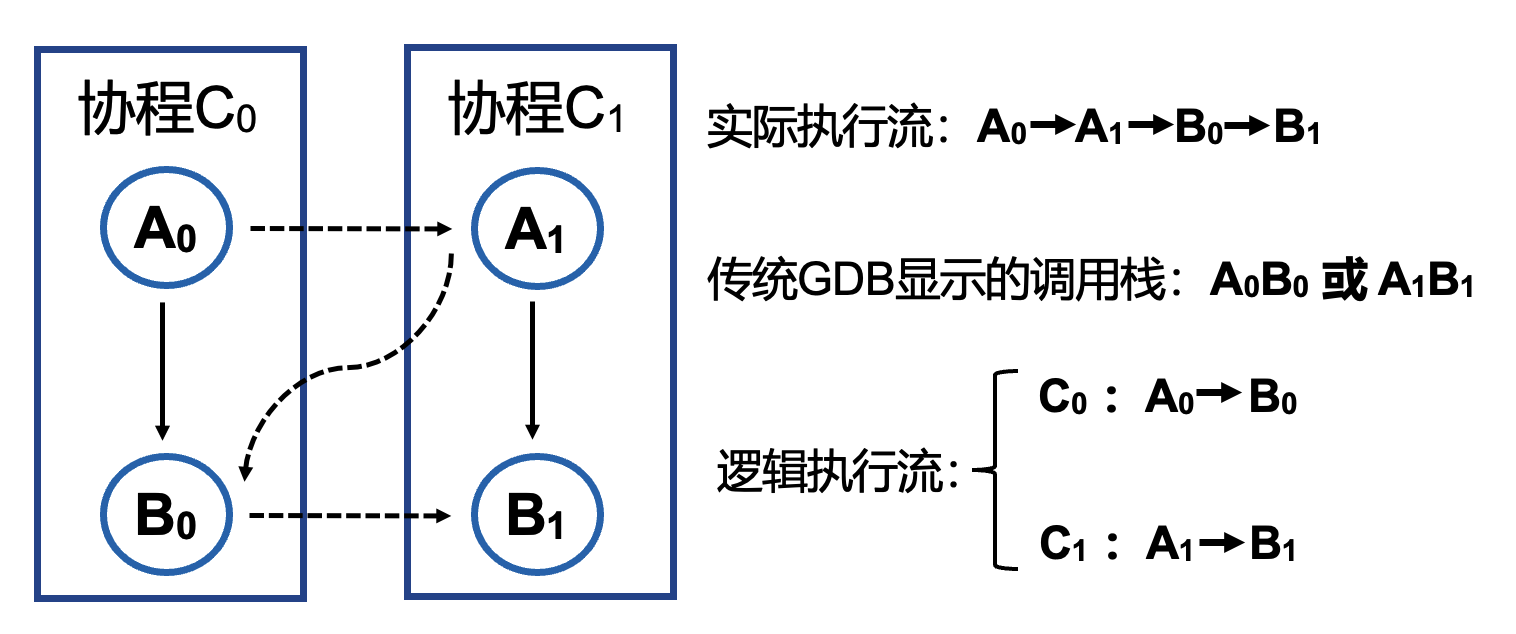 协程C₀
协程C₁
A₀
A₁
B₀
B₁
实际执行流：A₀→A₁→B₀→B₁
传统GDB显示的调用栈：A₀B₀ 或 A₁B₁
逻辑执行流：
C₀ ：A₀→B₀
C₁ ：A₁→B₁